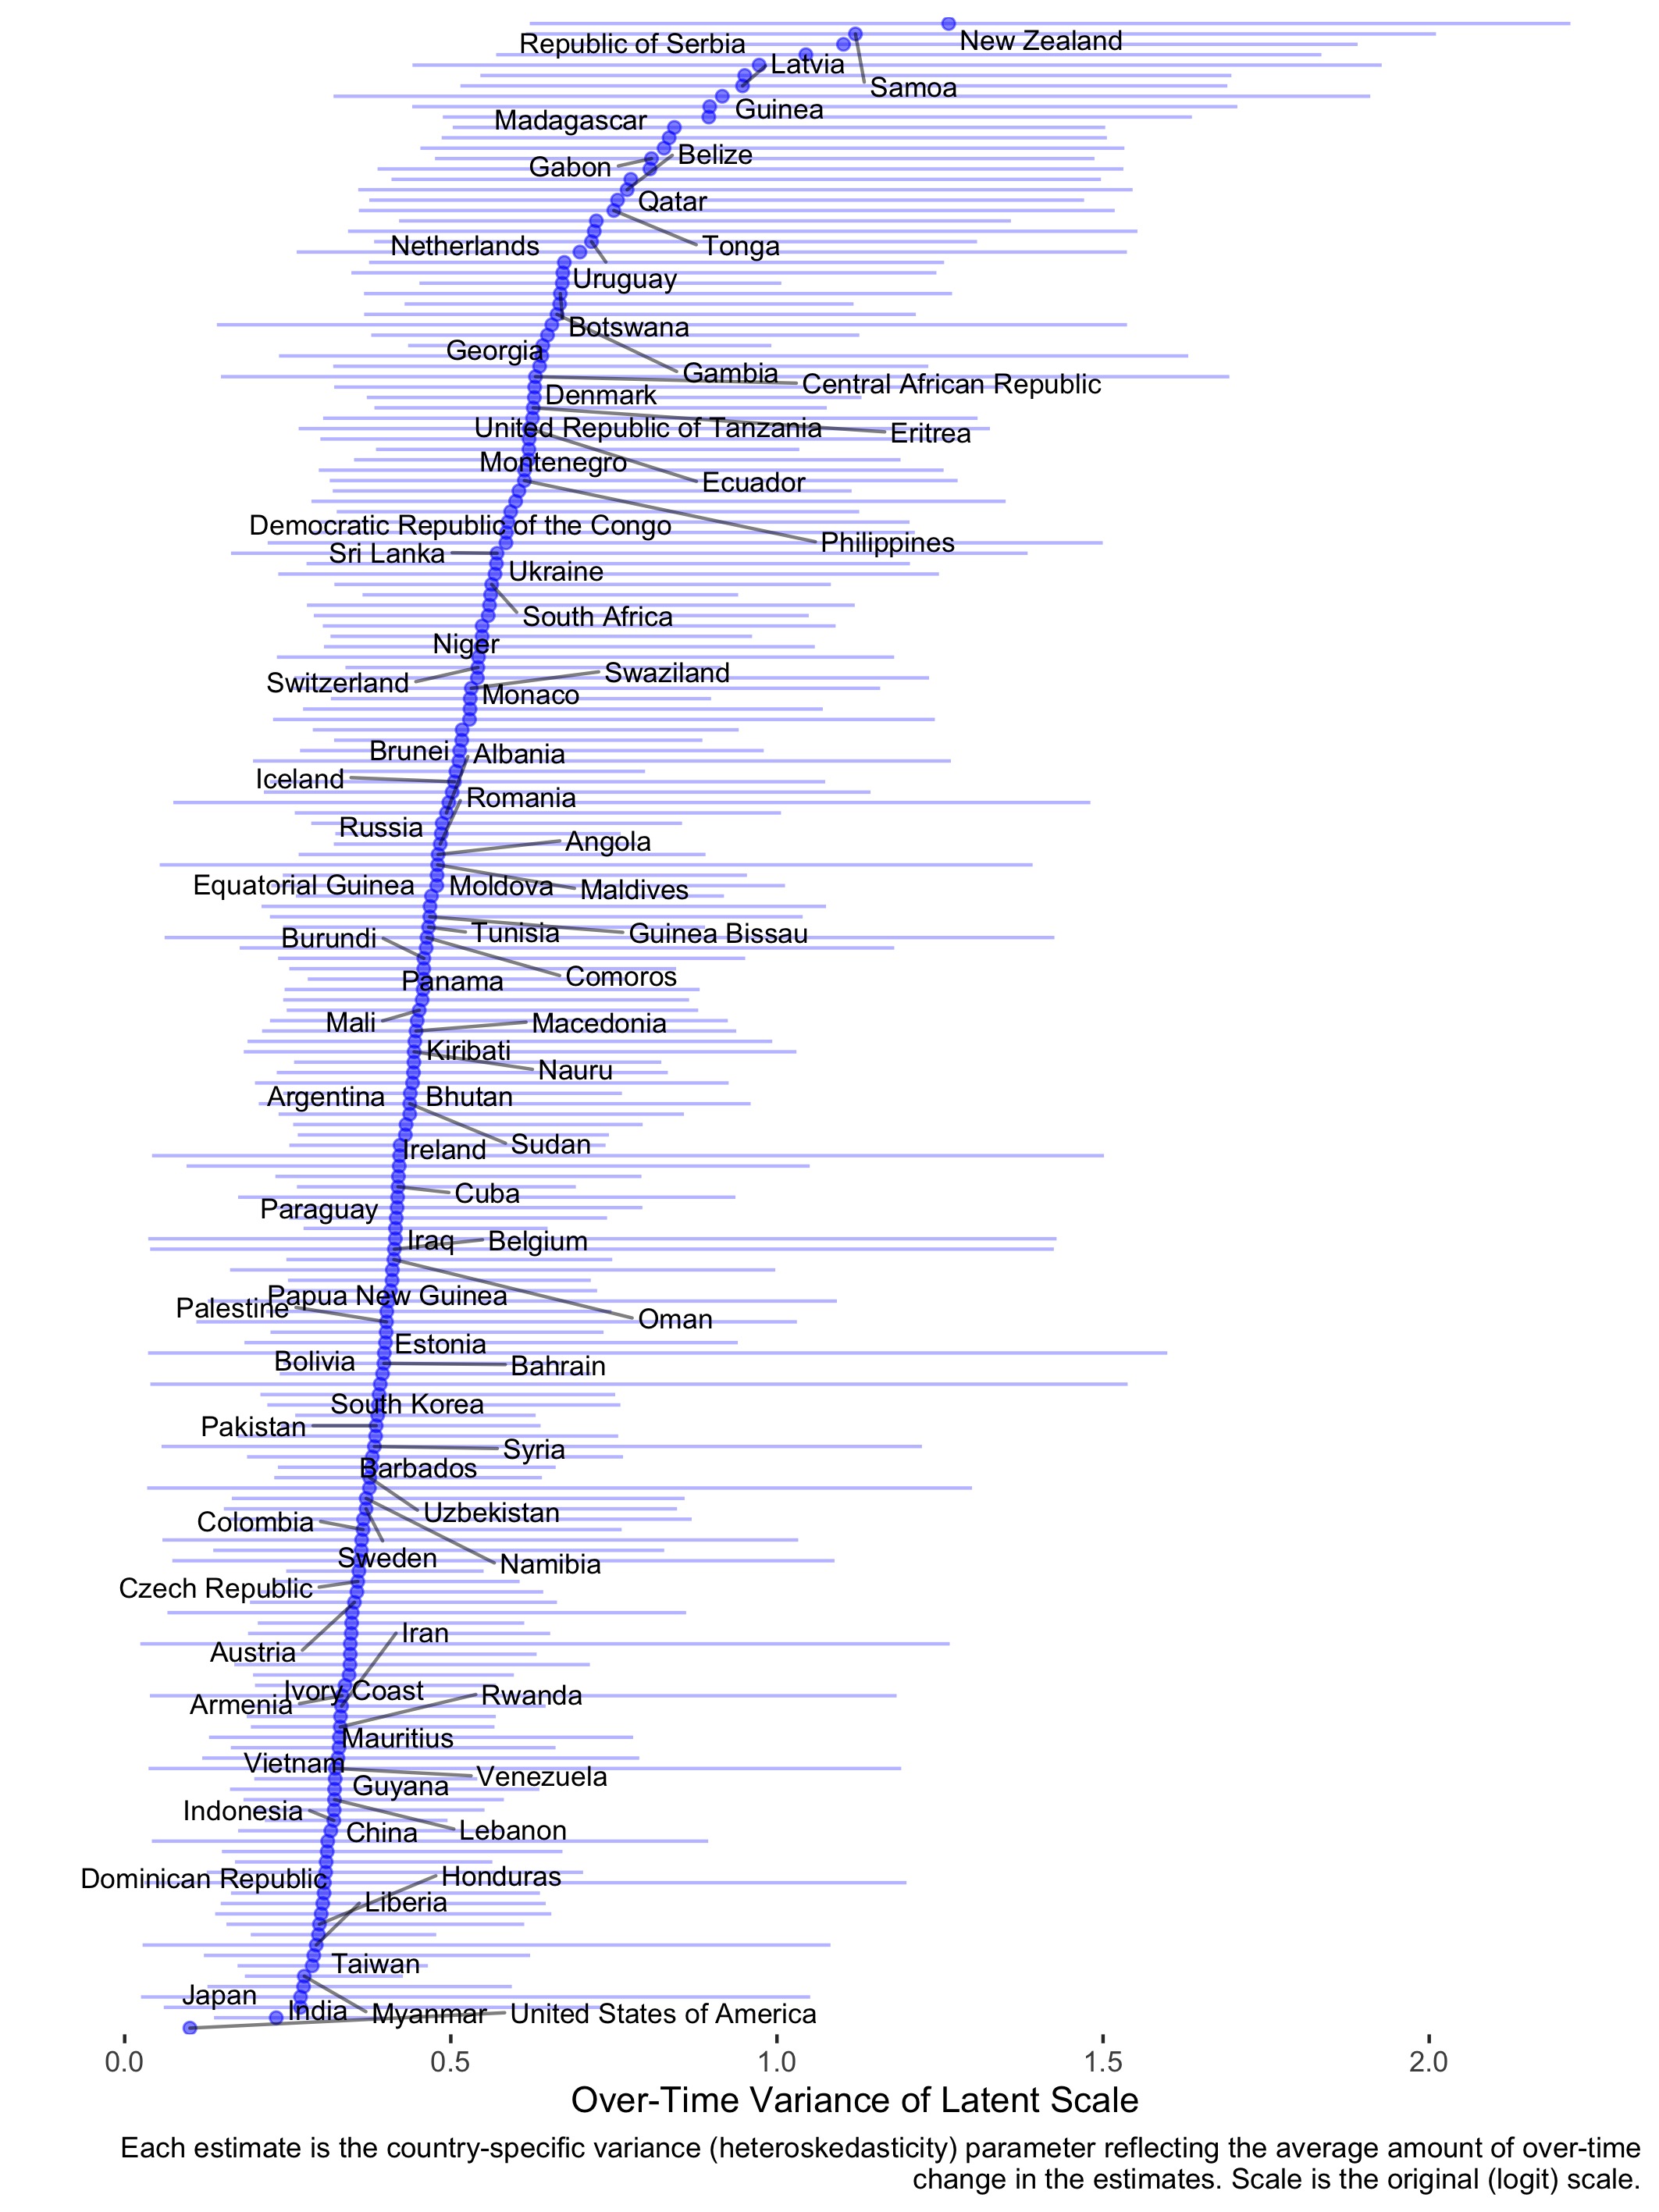 New Zealand
Republic of Serbia
Latvia
Samoa
Guinea
Madagascar
Belize
Gabon
Qatar
Netherlands
Tonga
Uruguay
Botswana
Georgia
Gambia
Central African Republic
Denmark
United Republic of Tanzania
Eritrea
Montenegro
Ecuador
Democratic Republic of the Congo
Philippines
Sri Lanka
Ukraine
South Africa
Niger
Swaziland
Switzerland
Monaco
Brunei
Albania
Iceland
Romania
Russia
Angola
Equatorial Guinea
Moldova
Maldives
Burundi
Tunisia
Guinea Bissau
Comoros
Panama
Mali
Macedonia
Kiribati
Nauru
Argentina
Bhutan
Sudan
Ireland
Cuba
Paraguay
Iraq
Belgium
Papua New Guinea
Palestine
Oman
Estonia
Bolivia
Bahrain
South Korea
Pakistan
Syria
Barbados
Uzbekistan
Colombia
Sweden
Namibia
Czech Republic
Iran
Austria
Ivory Coast
Armenia
Rwanda
Mauritius
Vietnam
Venezuela
Guyana
Indonesia
Lebanon
China
Dominican Republic
Honduras
Liberia
Taiwan
Japan
India
Myanmar
United States of America
0.0 0.5 1.0 1.5 2.0
Over-Time Variance of Latent Scale
Each estimate is the country-specific variance (heteroskedasticity) parameter reflecting the average amount of over-time
change in the estimates. Scale is the original (logit) scale.